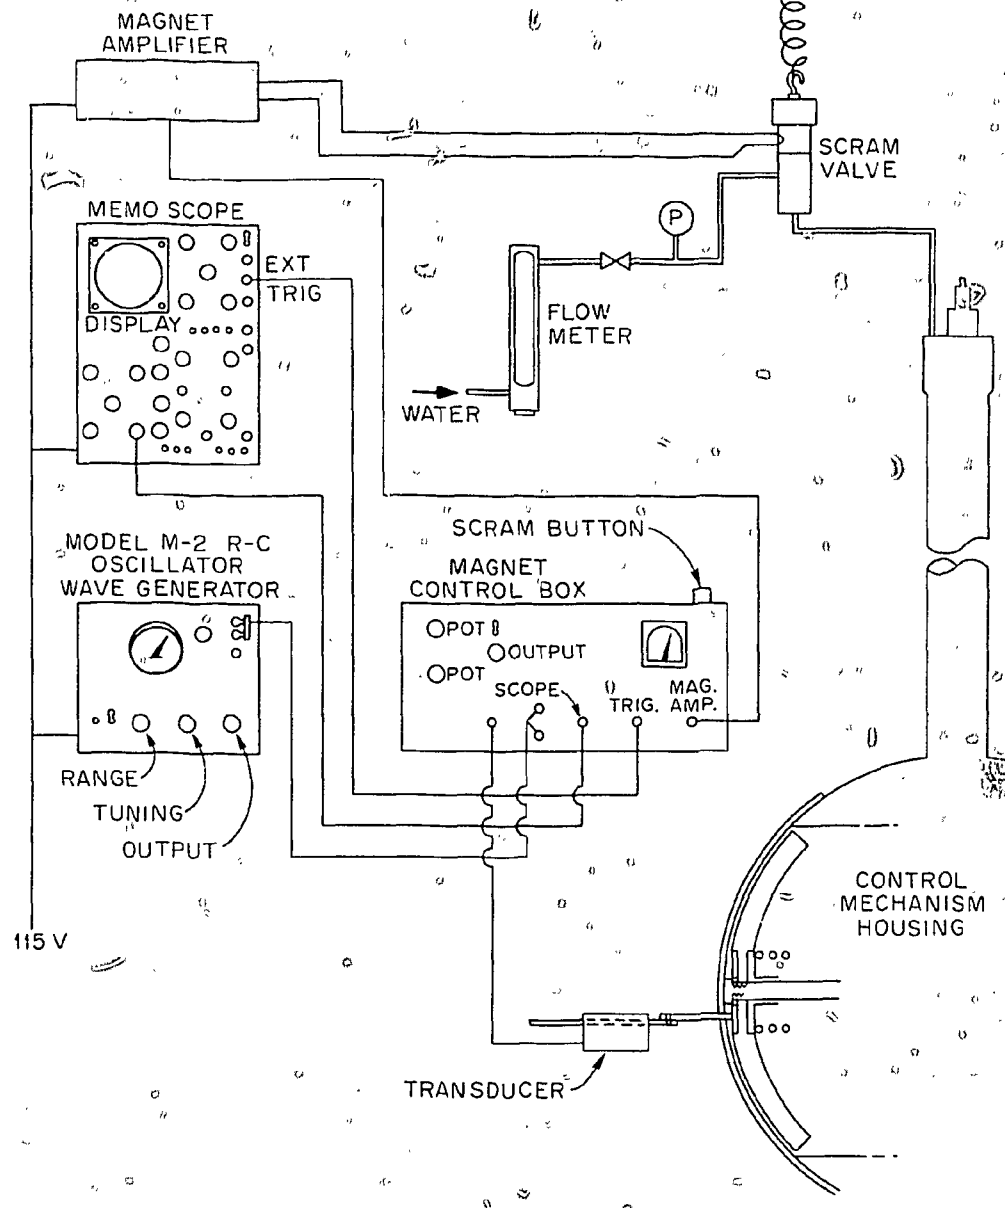 MAGNET
AMPLIFIER
SCRAM
VALVE
MEMO SCOPE
P
EXT
TRIG
DISPLAY
FLOW
METER
WATER
SCRAM BUTTON
MODEL M-2 R-C
OSCILLATOR
WAVE GENERATOR
MAGNET
CONTROL BOX
POT
OUTPUT
POT
SCOPE
TRIG.
MAG.
AMP.
RANGE
TUNING
OUTPUT
CONTROL
MECHANISM
HOUSING
115 V
TRANSDUCER